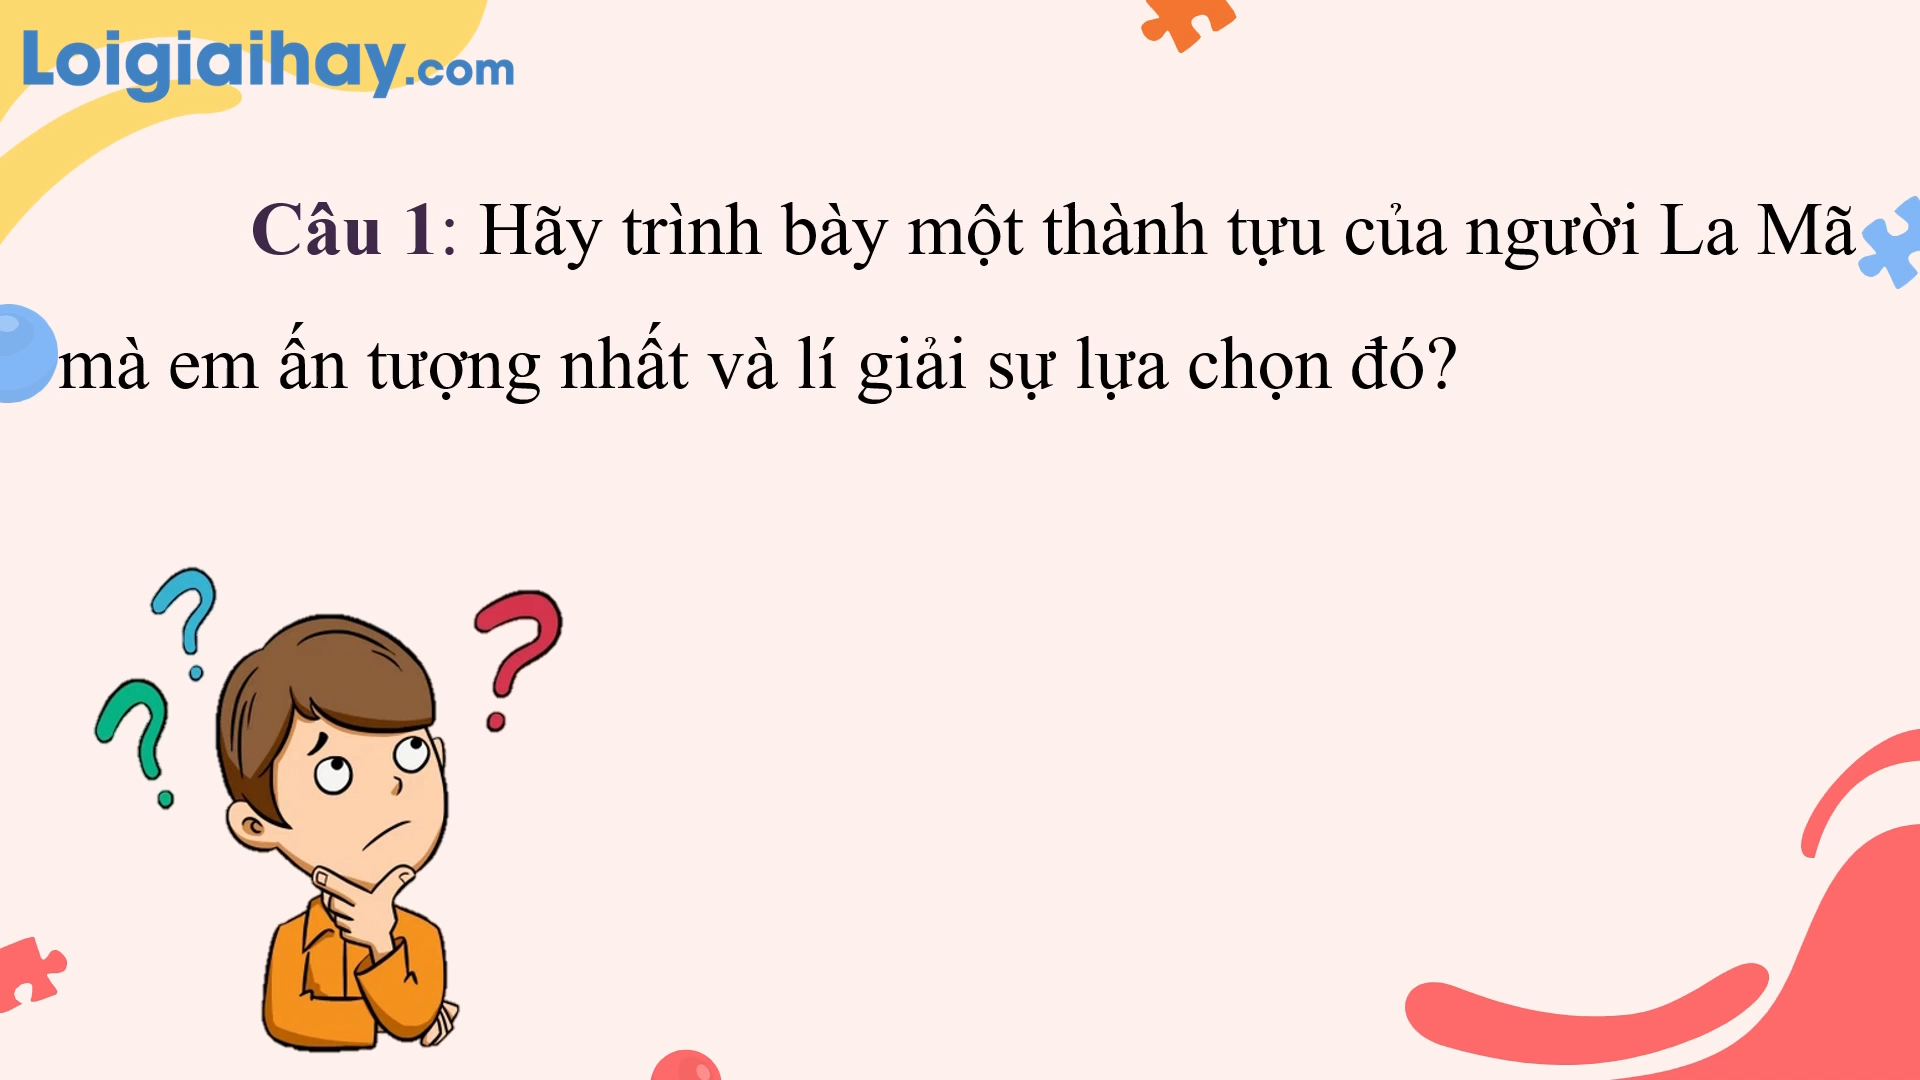 Loigiaihay.com
Câu 1: Hãy trình bày một thành tựu của người La Mã
mà em ấn tượng nhất và lí giải sự lựa chọn đó?